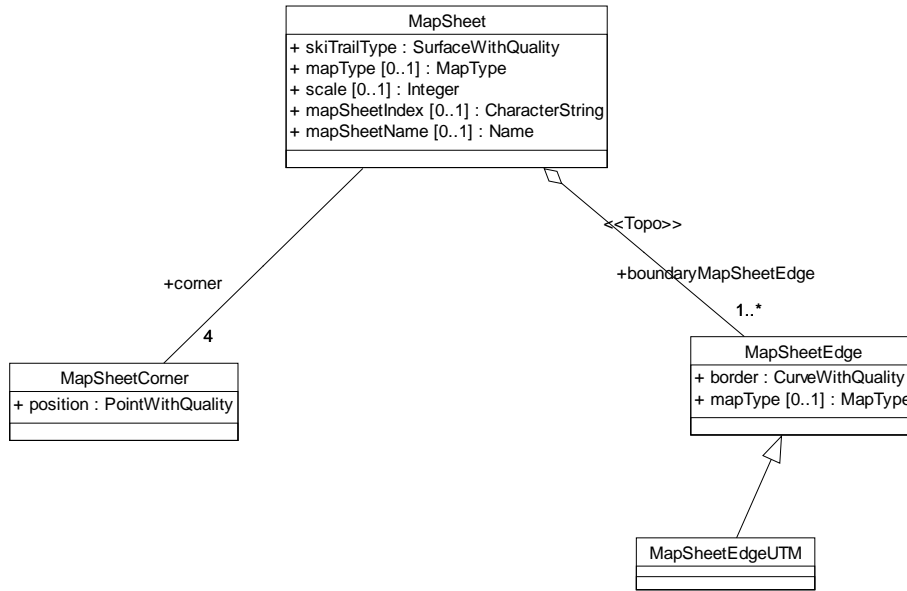 MapSheet
+ skiTrailType : SurfaceWithQuality
+ mapType [0..1] : MapType
+ scale [0..1] : Integer
+ mapSheetIndex [0..1] : CharacterString
+ mapSheetName [0..1] : Name
<<Topo>>
+corner
+boundaryMapSheetEdge
4
1..*
MapSheetCorner
+ position : PointWithQuality
MapSheetEdge
+ border : CurveWithQuality
+ mapType [0..1] : MapType
MapSheetEdgeUTM